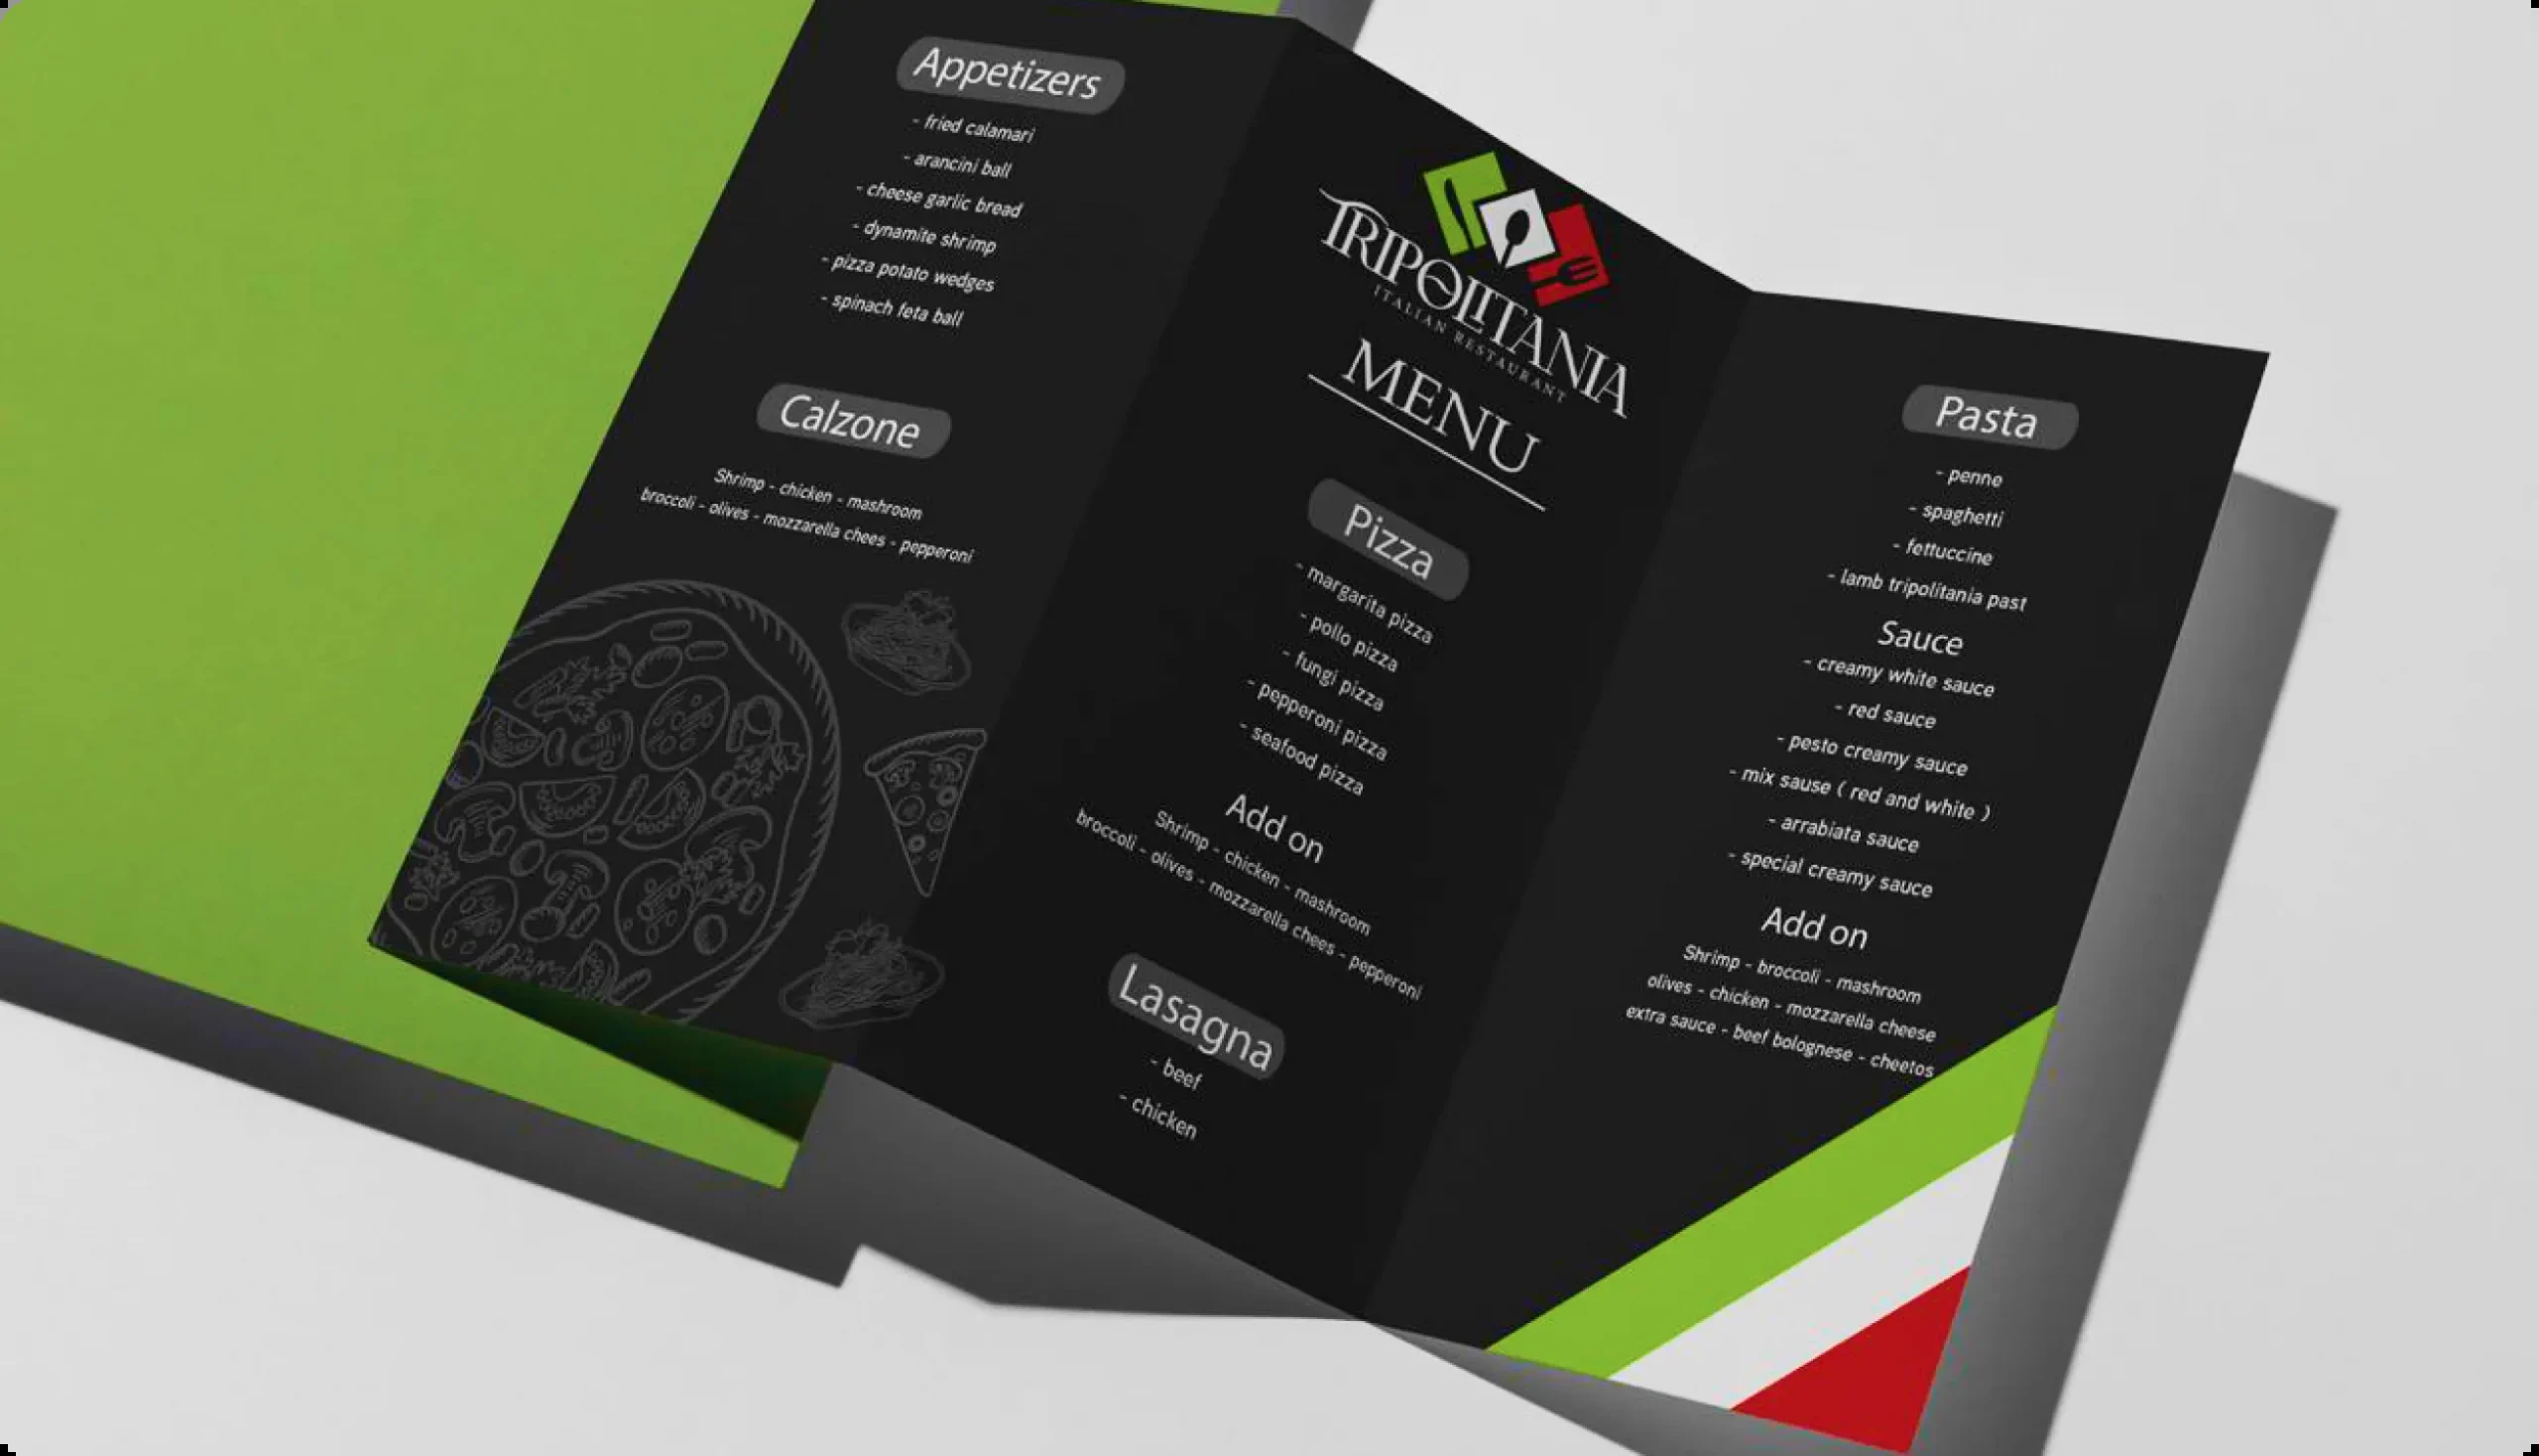 Appetizers
- fried calamari
- arancini ball
- cheese garlic bread
- dynamite shrimp
- pizza potato wedges
- spinach feta ball
Calzone
Shrimp - chicken - mashroom
broccoli - olives - mozzarella chees - pepperoni
TRIPOLITANIA
ITALIAN RESTAURANT
MENU
Pizza
- margarita pizza
- pollo pizza
- fungi pizza
- pepperoni pizza
- seafood pizza
Add on
Shrimp - chicken - mashroom
broccoli - olives - mozzarella chees - pepperoni
Lasagna
- beef
- chicken
Pasta
- penne
- spaghetti
- fettuccine
- lamb tripolitania past
Sauce
- creamy white sauce
- red sauce
- pesto creamy sauce
- mix sause ( red and white )
- arrabiata sauce
- special creamy sauce
Add on
Shrimp - broccoli - mashroom
olives - chicken - mozzarella cheese
extra sauce - beef bolognese - cheetos